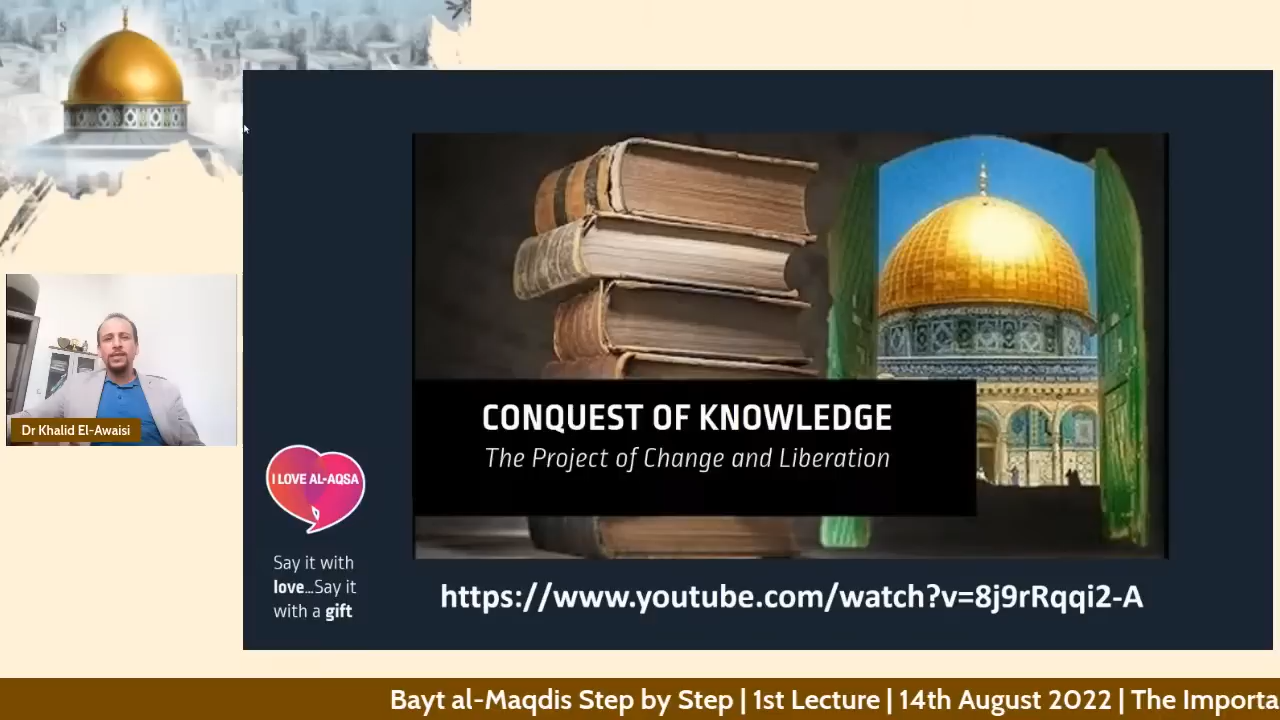 CONQUEST OF KNOWLEDGE
The Project of Change and Liberation
Dr Khalid El-Awaisi
I LOVE AL-AQSA
Say it with
love...Say it
with a gift
https://www.youtube.com/watch?v=8j9rRqqi2-A
Bayt al-Maqdis Step by Step | 1st Lecture | 14th August 2022 | The Importa